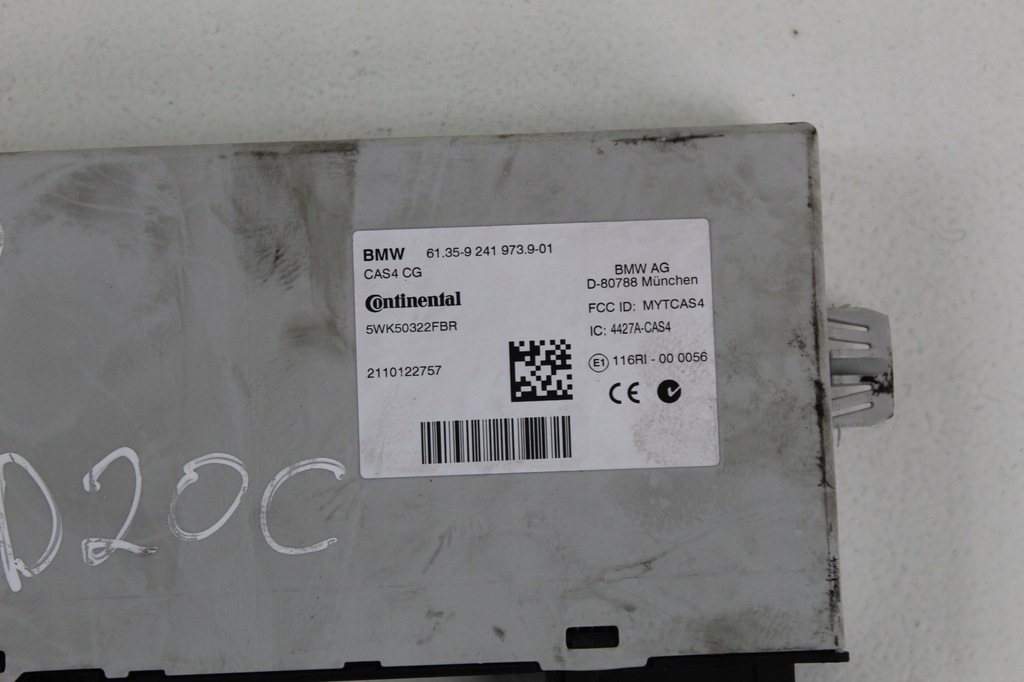 BMW 61.35-9 241 973.9-01
CAS4 CG
Continental
5WK50322FBR
2110122757
BMW AG
D-80788 München
FCC ID: MYTCAS4
IC: 4427A-CAS4
E1 116RI - 00 0056
CE
D20C